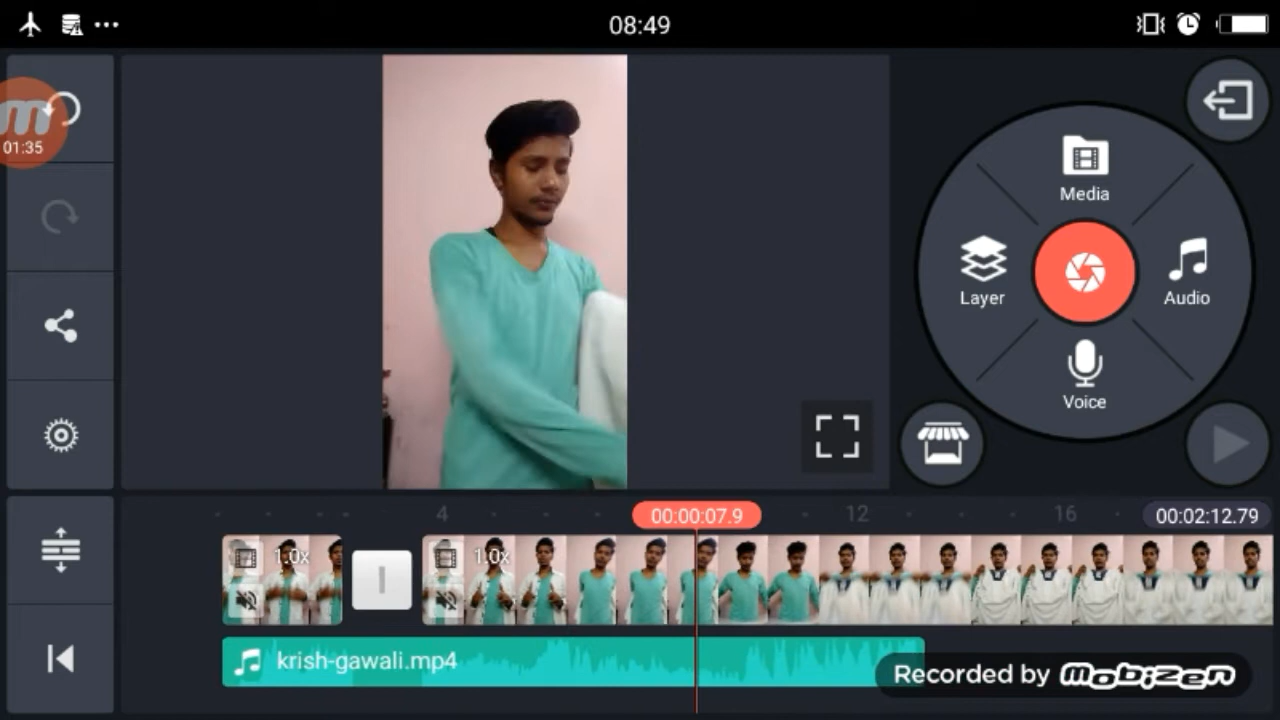 08:49
m
01:35
Media
Layer
Audio
Voice
4
00:00:07.9
12
16
00:02:12.79
1.0x
1.0x
krish-gawali.mp4
Recorded by mobizen